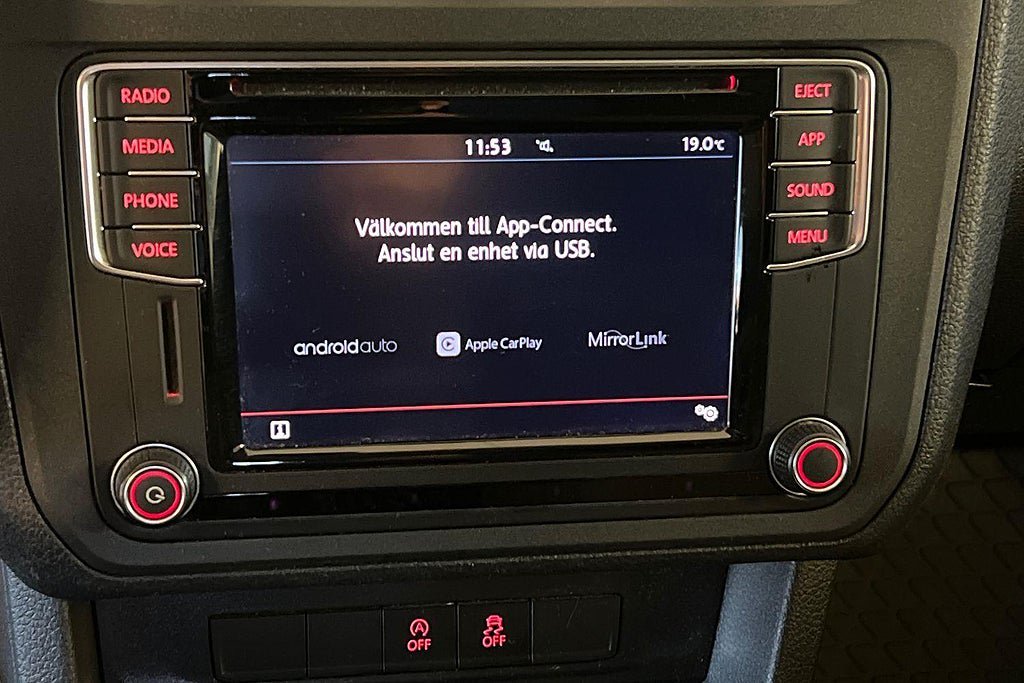 RADIO
MEDIA
PHONE
VOICE
EJECT
APP
SOUND
MENU
11:53
19.0°C
Välkommen till App-Connect.
Anslut en enhet via USB.
androidauto
Apple CarPlay
MirrorLink
A
OFF
OFF